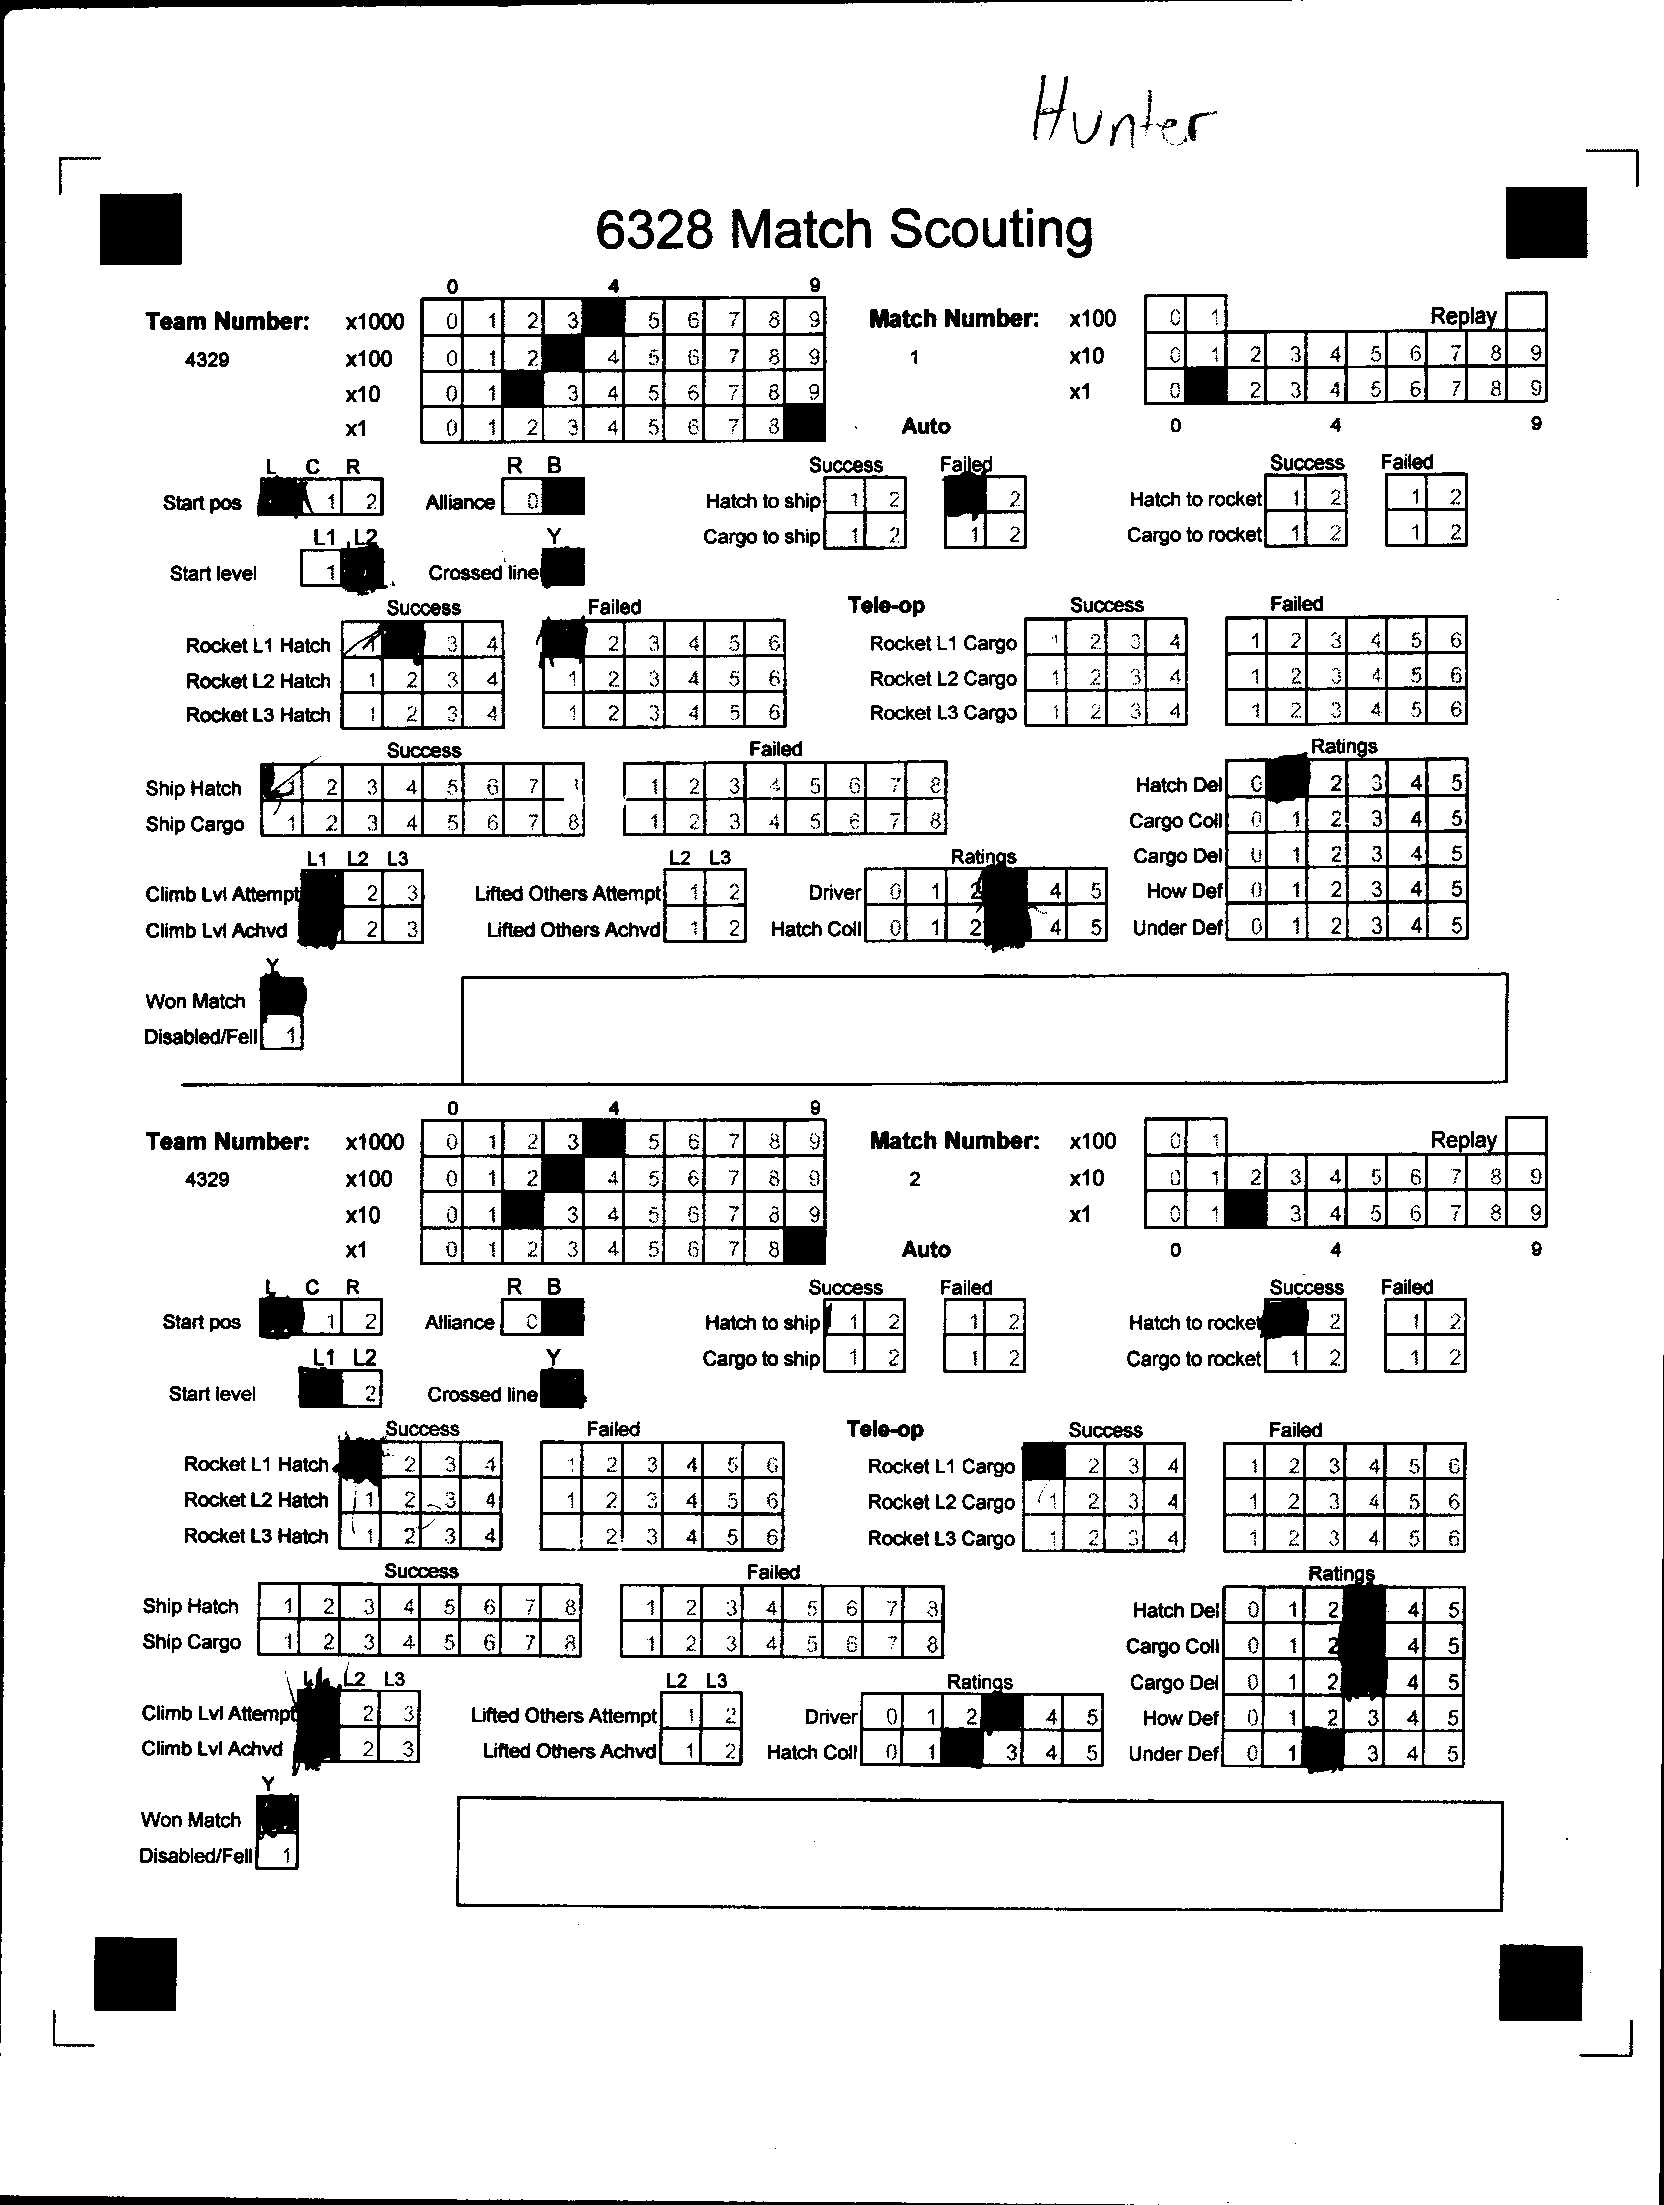 Hunter
6328 Match Scouting
0 4 9
Team Number: x1000 0 1 2 3 5 6 7 8 9 Match Number: x100 0 1 Replay
4329 x100 0 1 2 4 5 6 7 8 9 1 x10 0 1 2 3 4 5 6 7 8 9
x10 0 1 3 4 5 6 7 8 9 x1 0 2 3 4 5 6 7 8 9
x1 0 1 2 3 4 5 6 7 8 Auto 0 4 9
L C R R B Success Failed Success Failed
Start pos 1 2 Alliance 0 Hatch to ship 1 2 2 Hatch to rocket 1 2 1 2
L1 L2 Y Cargo to ship 1 2 1 2 Cargo to rocket 1 2 1 2
Start level 1 Crossed line
Success Failed Tele-op Success Failed
Rocket L1 Hatch 1 3 4 2 3 4 5 6 Rocket L1 Cargo 1 2 3 4 1 2 3 4 5 6
Rocket L2 Hatch 1 2 3 4 1 2 3 4 5 6 Rocket L2 Cargo 1 2 3 4 1 2 3 4 5 6
Rocket L3 Hatch 1 2 3 4 1 2 3 4 5 6 Rocket L3 Cargo 1 2 3 4 1 2 3 4 5 6
Success Failed Ratings
Ship Hatch 2 3 4 5 6 7 1 2 3 4 5 6 7 8 Hatch Del 0 2 3 4 5
Ship Cargo 1 2 3 4 5 6 7 8 1 2 3 4 5 6 7 8 Cargo Coll 0 1 2 3 4 5
L1 L2 L3 L2 L3 Ratings Cargo Del 0 1 2 3 4 5
Climb Lvl Attempt 2 3 Lifted Others Attempt 1 2 Driver 0 1 2 4 5 How Def 0 1 2 3 4 5
Climb Lvl Achvd 2 3 Lifted Others Achvd 1 2 Hatch Coll 0 1 2 4 5 Under Def 0 1 2 3 4 5
Y
Won Match
Disabled/Fell 1
0 4 9
Team Number: x1000 0 1 2 3 5 6 7 8 9 Match Number: x100 0 1 Replay
4329 x100 0 1 2 4 5 6 7 8 9 2 x10 0 1 2 3 4 5 6 7 8 9
x10 0 1 3 4 5 6 7 8 9 x1 0 1 3 4 5 6 7 8 9
x1 0 1 2 3 4 5 6 7 8 Auto 0 4 9
L C R R B Success Failed Success Failed
Start pos 1 2 Alliance 0 Hatch to ship 1 2 1 2 Hatch to rocket 2 1 2
L1 L2 Y Cargo to ship 1 2 1 2 Cargo to rocket 1 2 1 2
Start level 2 Crossed line
Success Failed Tele-op Success Failed
Rocket L1 Hatch 2 3 4 1 2 3 4 5 6 Rocket L1 Cargo 2 3 4 1 2 3 4 5 6
Rocket L2 Hatch 1 2 3 4 1 2 3 4 5 6 Rocket L2 Cargo 1 2 3 4 1 2 3 4 5 6
Rocket L3 Hatch 1 2 3 4 2 3 4 5 6 Rocket L3 Cargo 1 2 3 4 1 2 3 4 5 6
Success Failed Ratings
Ship Hatch 1 2 3 4 5 6 7 8 1 2 3 4 5 6 7 8 Hatch Del 0 1 2 4 5
Ship Cargo 1 2 3 4 5 6 7 8 1 2 3 4 5 6 7 8 Cargo Coll 0 1 2 4 5
L2 L3 L2 L3 Ratings Cargo Del 0 1 2 4 5
Climb Lvl Attempt 2 3 Lifted Others Attempt 1 2 Driver 0 1 2 4 5 How Def 0 1 2 3 4 5
Climb Lvl Achvd 2 3 Lifted Others Achvd 1 2 Hatch Coll 0 1 3 4 5 Under Def 0 1 3 4 5
Y
Won Match
Disabled/Fell 1